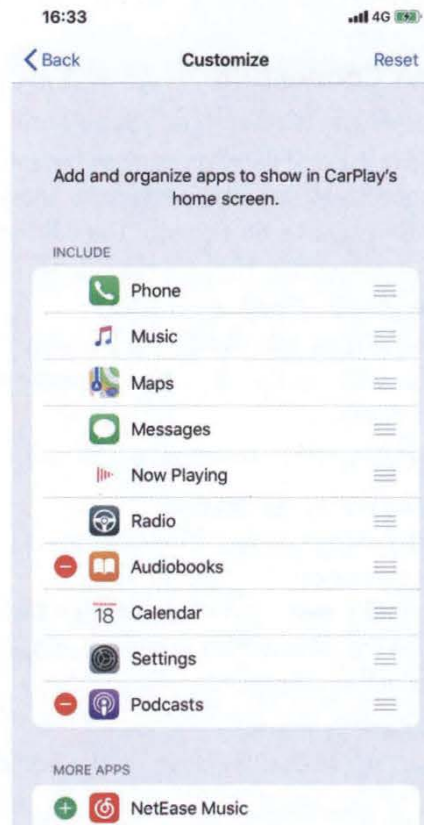 16:33
4G
Back
Customize
Reset
Add and organize apps to show in CarPlay's
home screen.
INCLUDE
Phone
Music
Maps
Messages
Now Playing
Radio
Audiobooks
18 Calendar
Settings
Podcasts
MORE APPS
NetEase Music